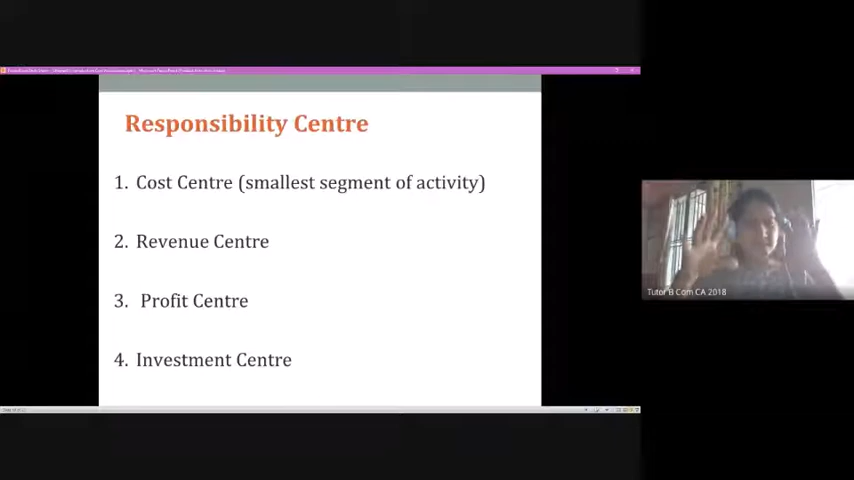 Responsibility Centre
1. Cost Centre (smallest segment of activity)
2. Revenue Centre
3. Profit Centre
4. Investment Centre
Tutor B Com CA 2018